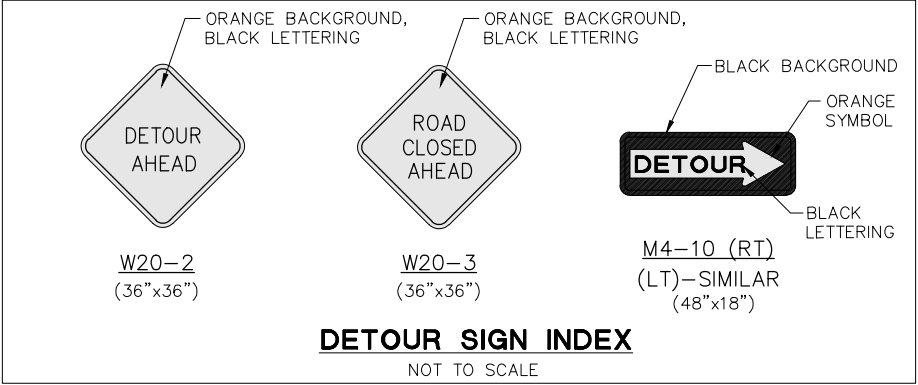 ORANGE BACKGROUND,
BLACK LETTERING
DETOUR
AHEAD
W20-2
(36"x36")
ORANGE BACKGROUND,
BLACK LETTERING
ROAD
CLOSED
AHEAD
W20-3
(36"x36")
BLACK BACKGROUND
ORANGE
SYMBOL
DETOUR
BLACK
LETTERING
M4-10 (RT)
(LT)-SIMILAR
(48"x18")
DETOUR SIGN INDEX
NOT TO SCALE